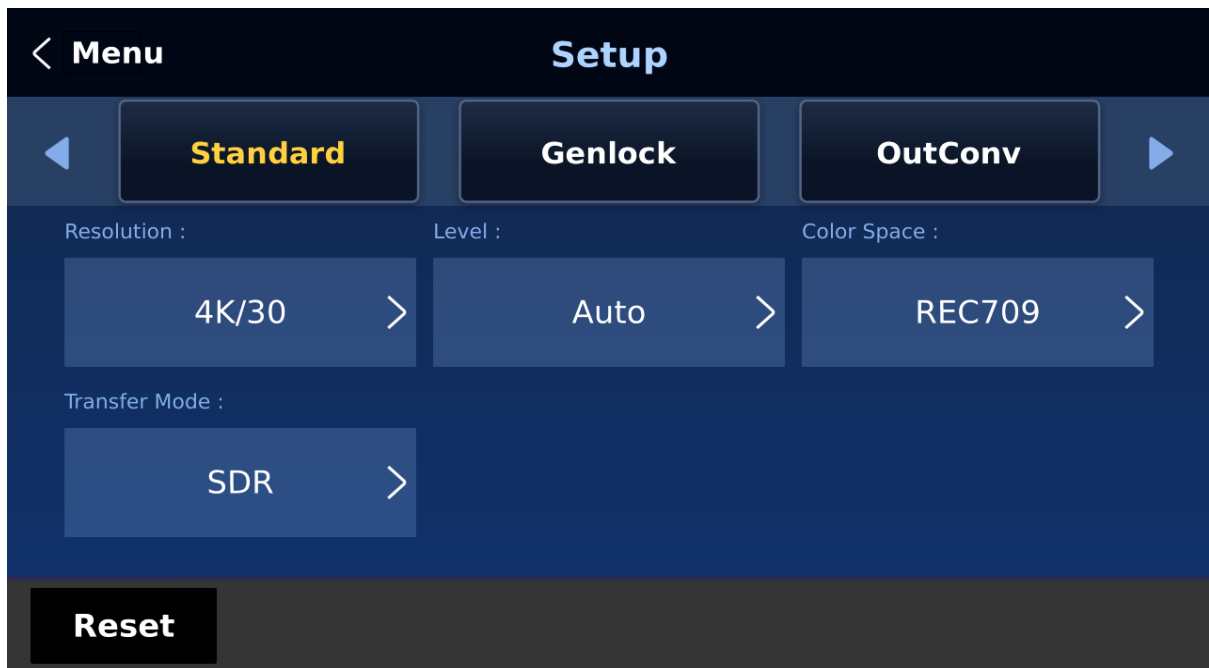 Menu
Setup
Standard
Genlock
OutConv
Resolution :
Level :
Color Space :
4K/30
Auto
REC709
Transfer Mode :
SDR
Reset